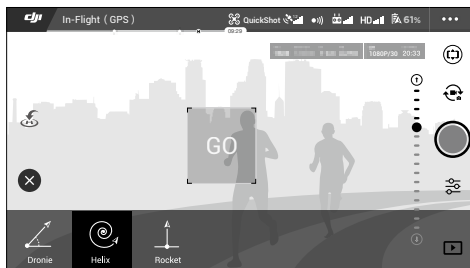 dji In-Flight (GPS) QuickShot HD 61%
09:29
1080P/30 20:33
GO
H
Dronie Helix Rocket